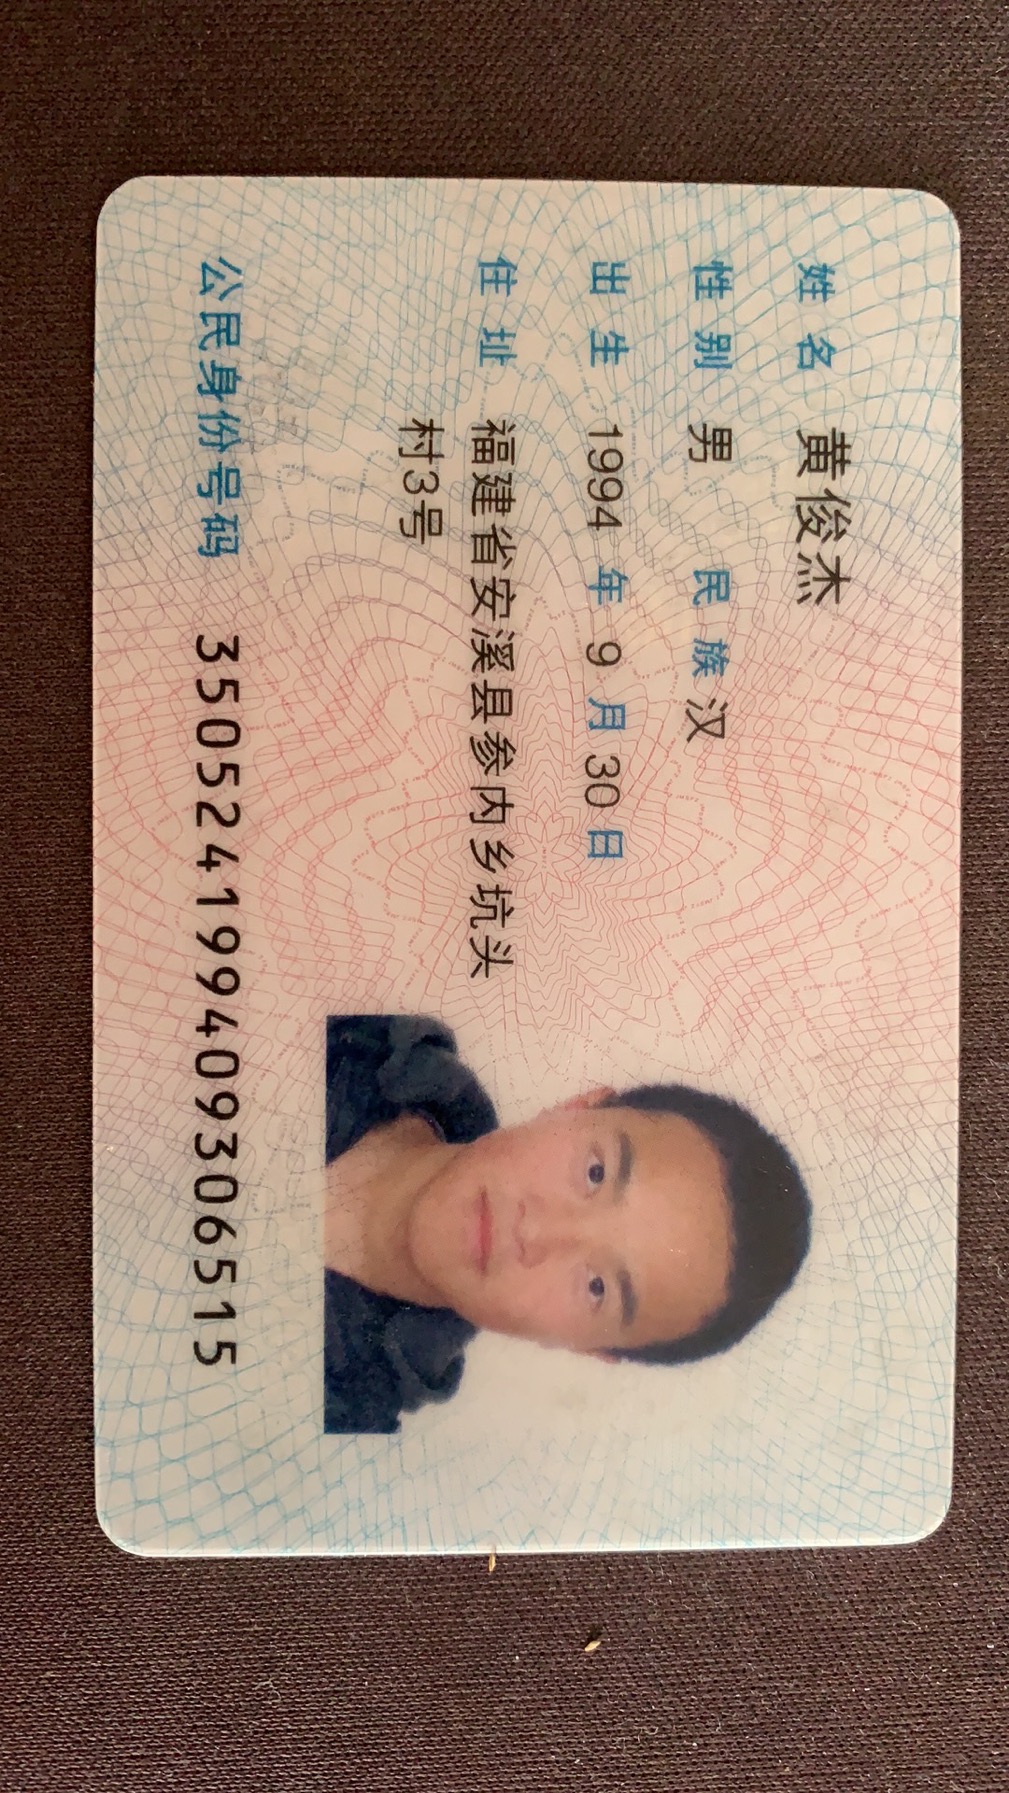 姓名 黄俊杰
性别 男 民族 汉
出生 1994 年 9 月 30 日
住址 福建省安溪县参内乡坑头
村3号
公民身份号码 350524199409306515